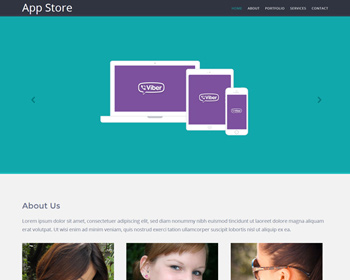 App Store
HOME ABOUT PORTFOLIO SERVICES CONTACT
Viber
Viber
Viber
About Us
Lorem ipsum dolor sit amet, consectetuer adipiscing elit, sed diam nonummy nibh euismod tincidunt ut laoreet dolore magna aliquam erat
volutpat. Ut wisi enim ad minim veniam, quis nostrud exerci tation ullamcorper suscipit lobortis nisl ut aliquip ex ea.